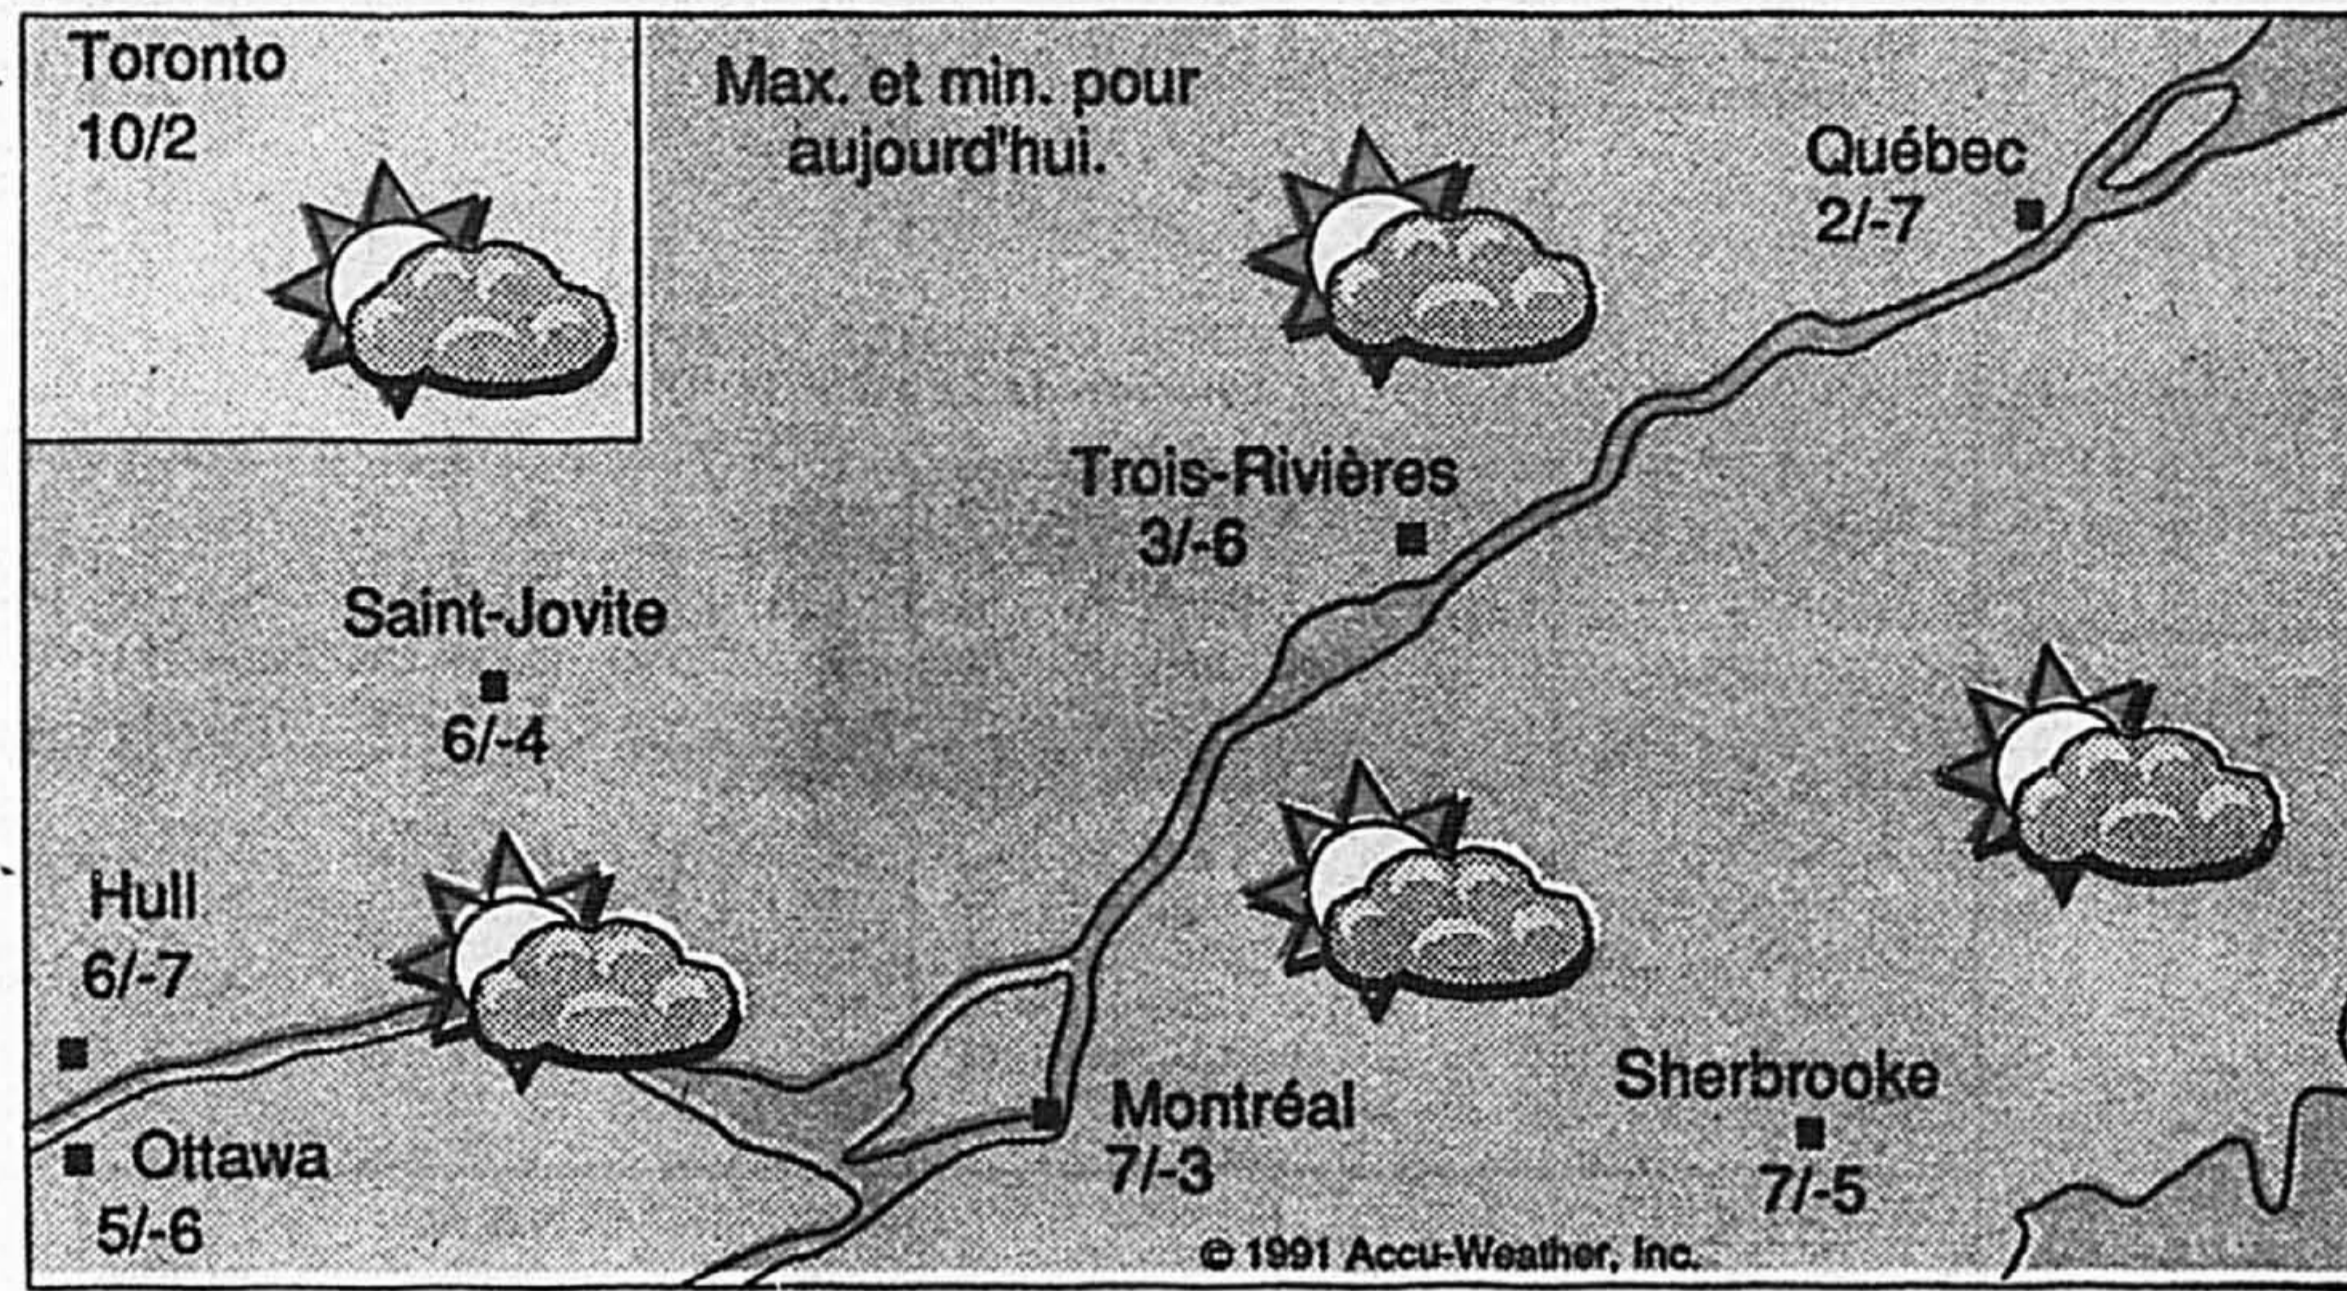 Toronto
10/2
Max. et min. pour
aujourd'hui.
Québec
2/-7
Trois-Rivières
3/-6
Saint-Jovite
6/-4
Hull
6/-7
Ottawa
5/-6
Montréal
7/-3
Sherbrooke
7/-5
© 1991 Accu-Weather, Inc.